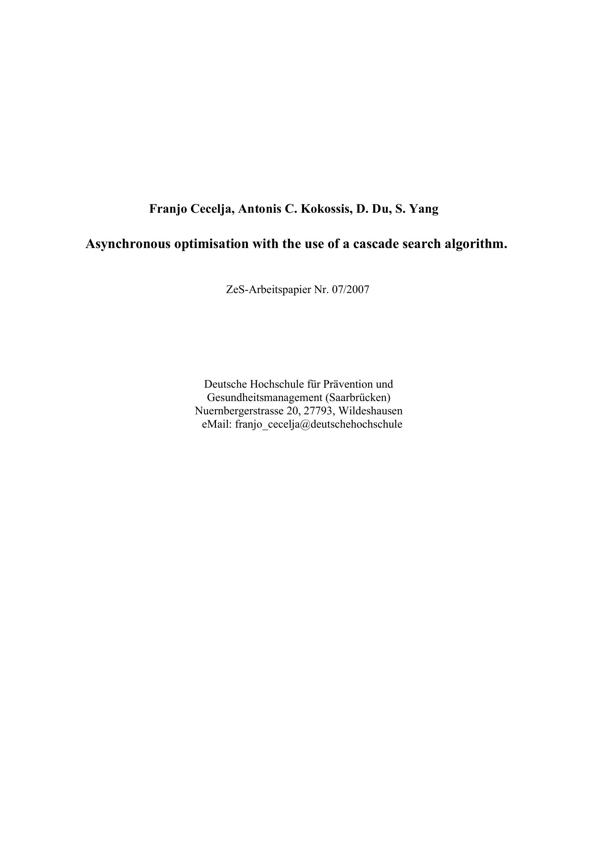 Franjo Cecelja, Antonis C. Kokossis, D. Du, S. Yang
Asynchronous optimisation with the use of a cascade search algorithm.
ZeS-Arbeitspapier Nr. 07/2007
Deutsche Hochschule für Prävention und
Gesundheitsmanagement (Saarbrücken)
Nuernbergerstrasse 20, 27793, Wildeshausen
eMail: franjo_cecelja@deutschehochschule